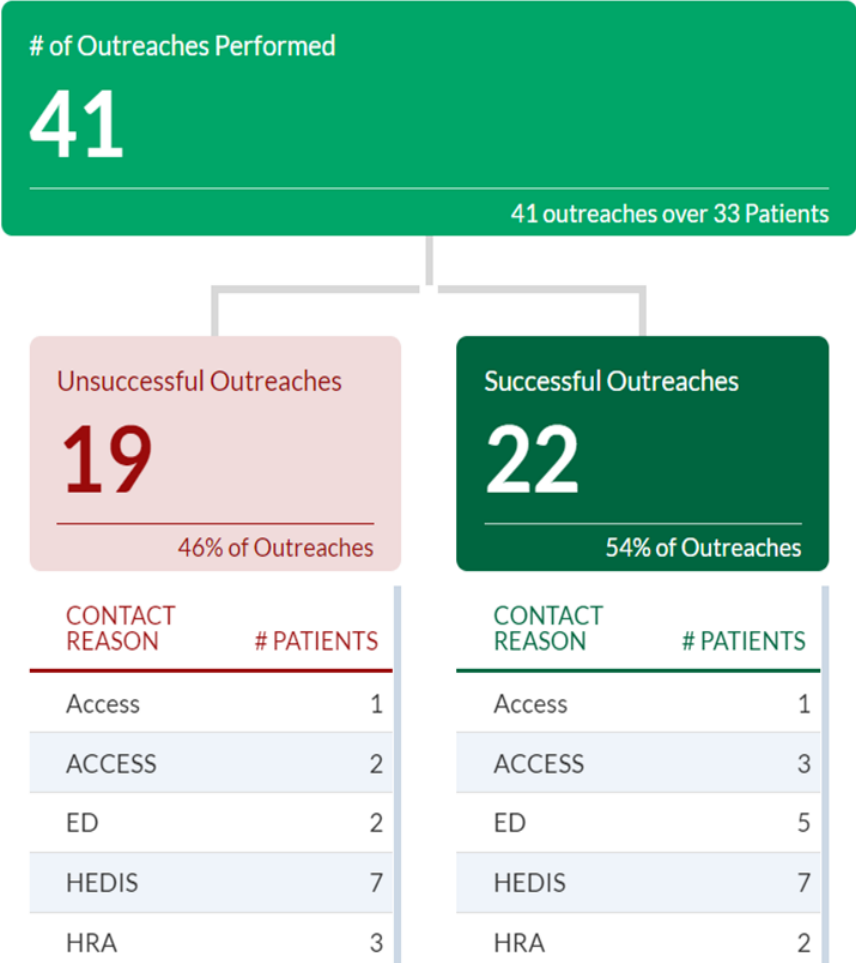 # of Outreaches Performed
41
41 outreaches over 33 Patients
Unsuccessful Outreaches
19
46% of Outreaches
CONTACT
REASON # PATIENTS
Access 1
ACCESS 2
ED 2
HEDIS 7
HRA 3
Successful Outreaches
22
54% of Outreaches
CONTACT
REASON # PATIENTS
Access 1
ACCESS 3
ED 5
HEDIS 7
HRA 2